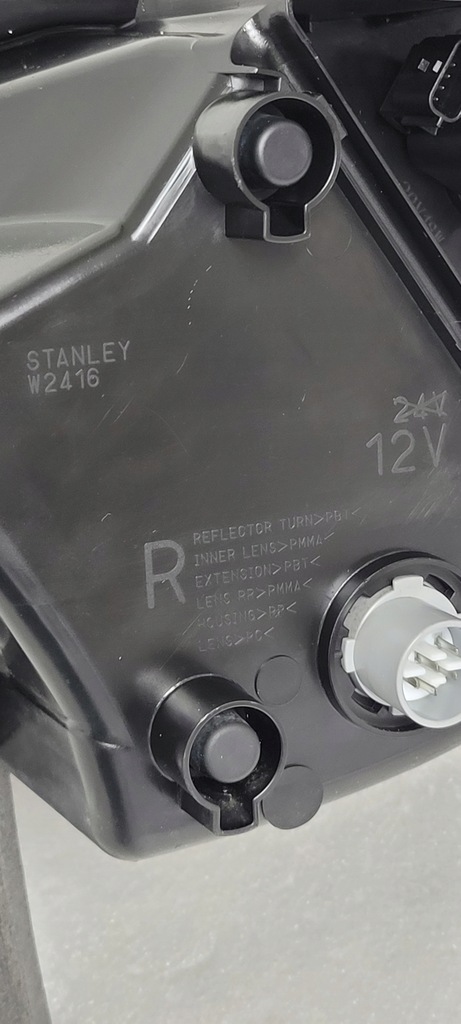 STANLEY
W2416
24V
12V
R
REFLECTOR TURN>PBT<
INNER LENS>PMMA<
EXTENSION>PBT<
LENS RR>PMMA<
HOUSING>PP<
LENS>PC<